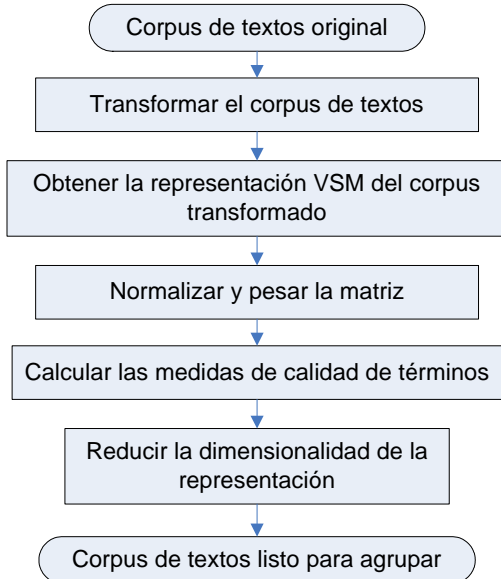 Corpus de textos original
Transformar el corpus de textos
Obtener la representación VSM del corpus
transformado
Normalizar y pesar la matriz
Calcular las medidas de calidad de términos
Reducir la dimensionalidad de la
representación
Corpus de textos listo para agrupar